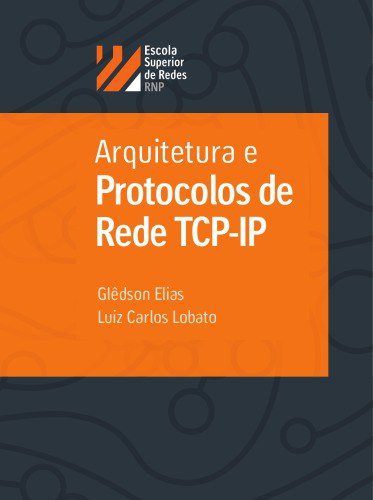 Escola
Superior
de Redes
RNP
Arquitetura e
Protocolos de
Rede TCP-IP
Glêdson Elias
Luiz Carlos Lobato